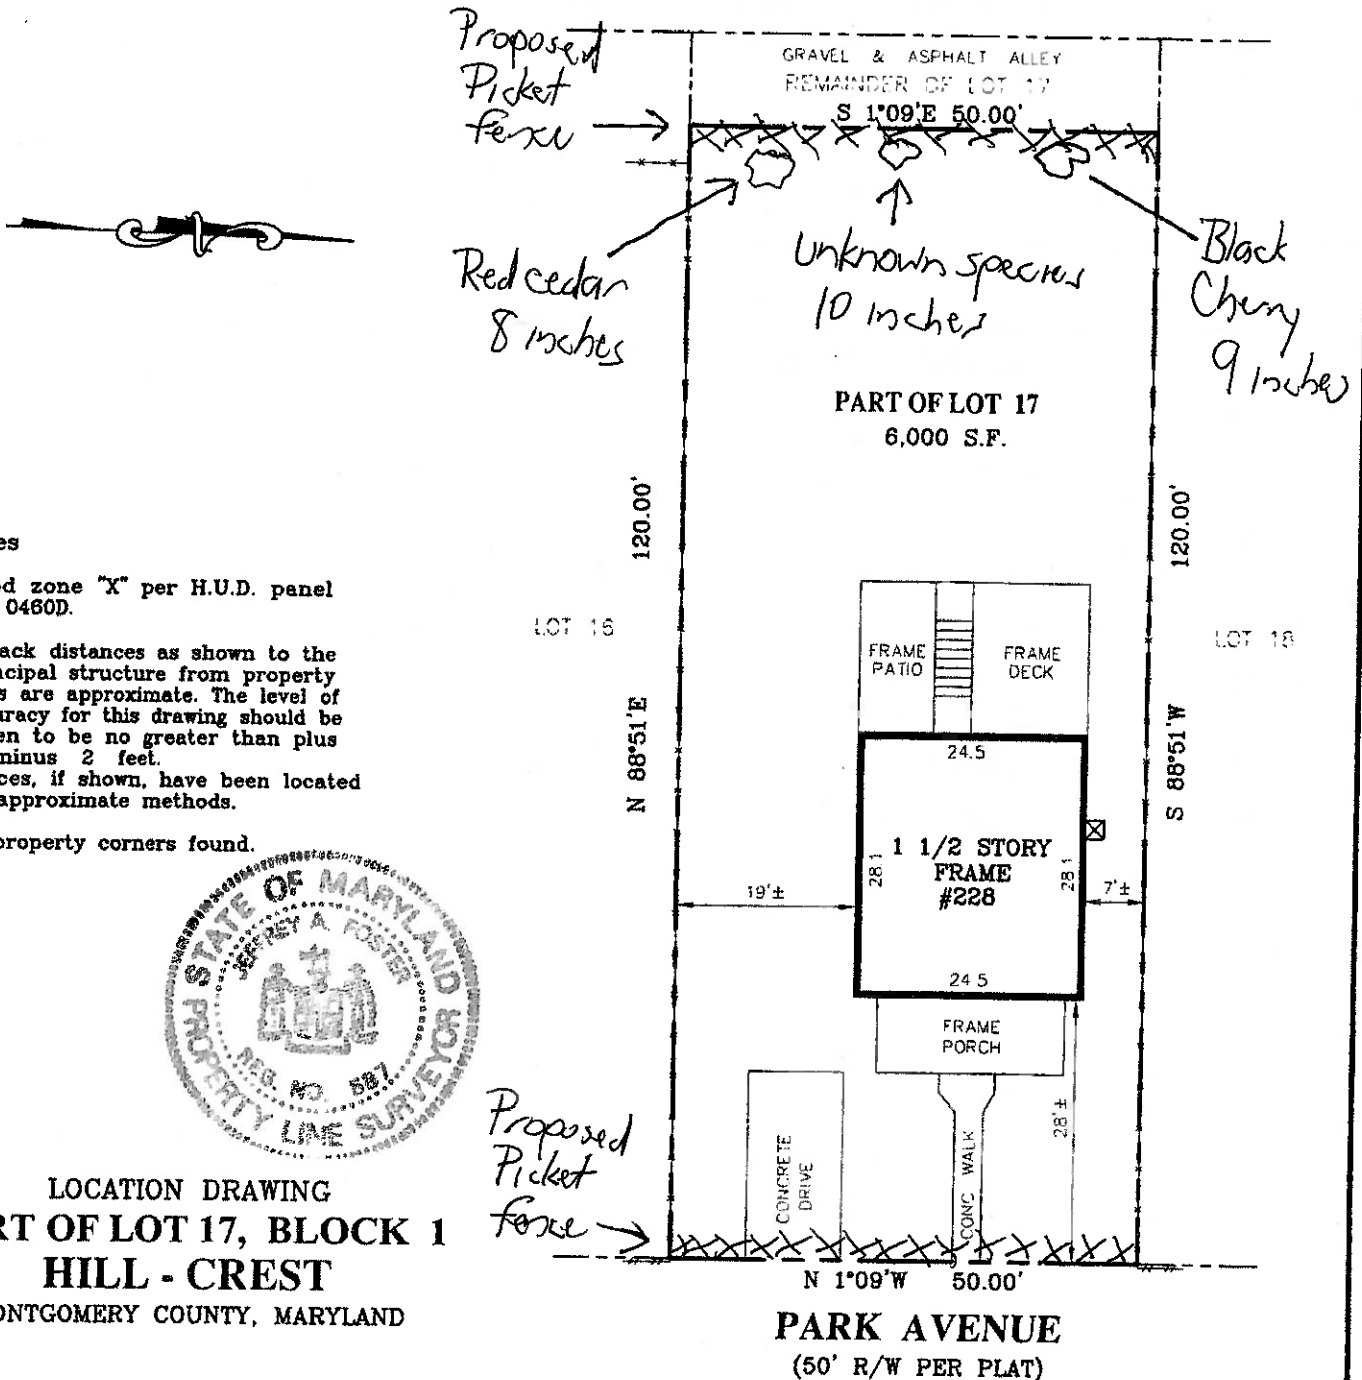 Proposed
Picket
fence
GRAVEL & ASPHALT ALLEY
REMAINDER OF LOT 17
S 1°09'E 50.00'
Red cedar
8 inches
unknown species
10 inches
Black
Cherry
9 inches
PART OF LOT 17
6,000 S.F.
120.00'
N 88°51'E
120.00'
S 88°51'W
LOT 16
LOT 18
es
d zone "X" per H.U.D. panel
0460D.
ack distances as shown to the
ncipal structure from property
s are approximate. The level of
uracy for this drawing should be
en to be no greater than plus
minus 2 feet.
ces, if shown, have been located
approximate methods.
property corners found.
FRAME
PATIO
FRAME
DECK
24.5
1 1/2 STORY
FRAME
#228
28.1
28.1
19'±
7'±
24.5
FRAME
PORCH
28'±
CONCRETE
DRIVE
CONC WALK
STATE OF MARYLAND
JEFFREY A. FOSTER
REG. NO. 587
PROPERTY LINE SURVEYOR
Proposed
Picket
fence
N 1°09'W 50.00'
LOCATION DRAWING
RT OF LOT 17, BLOCK 1
HILL - CREST
ONTGOMERY COUNTY, MARYLAND
PARK AVENUE
(50' R/W PER PLAT)